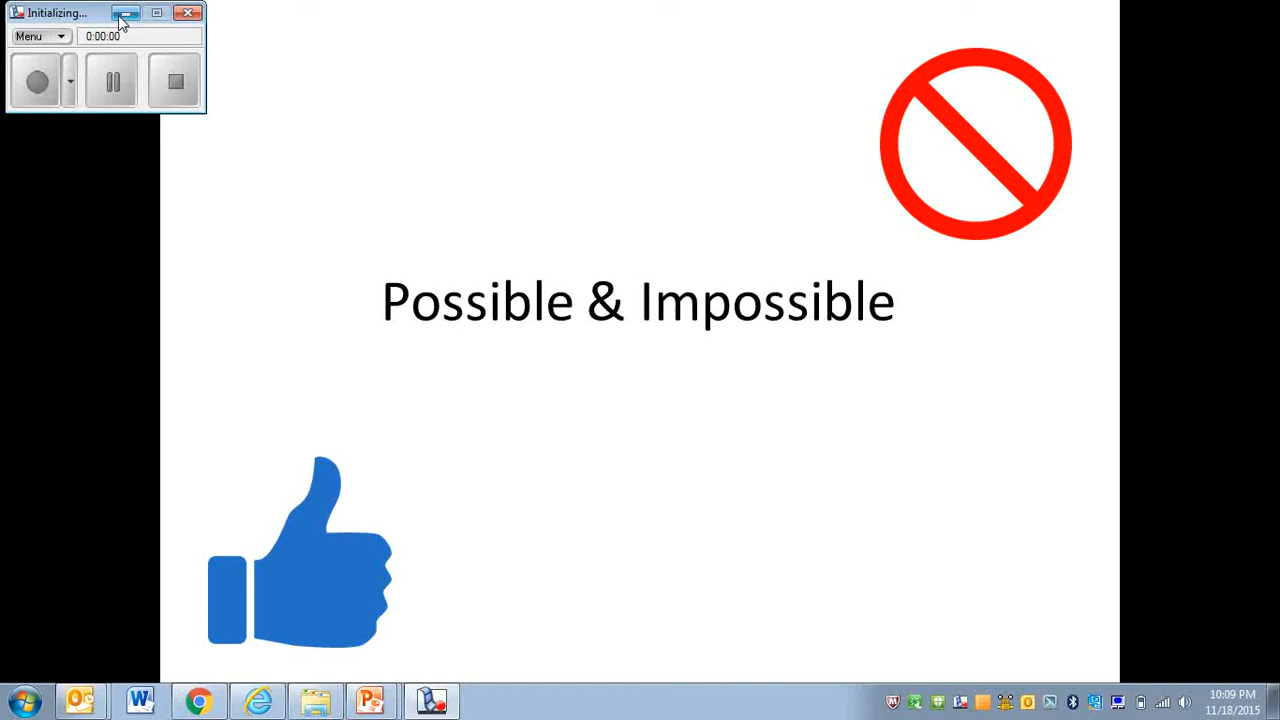 Initializing...
Menu
0:00:00
Possible & Impossible
10:09 PM
11/18/2015